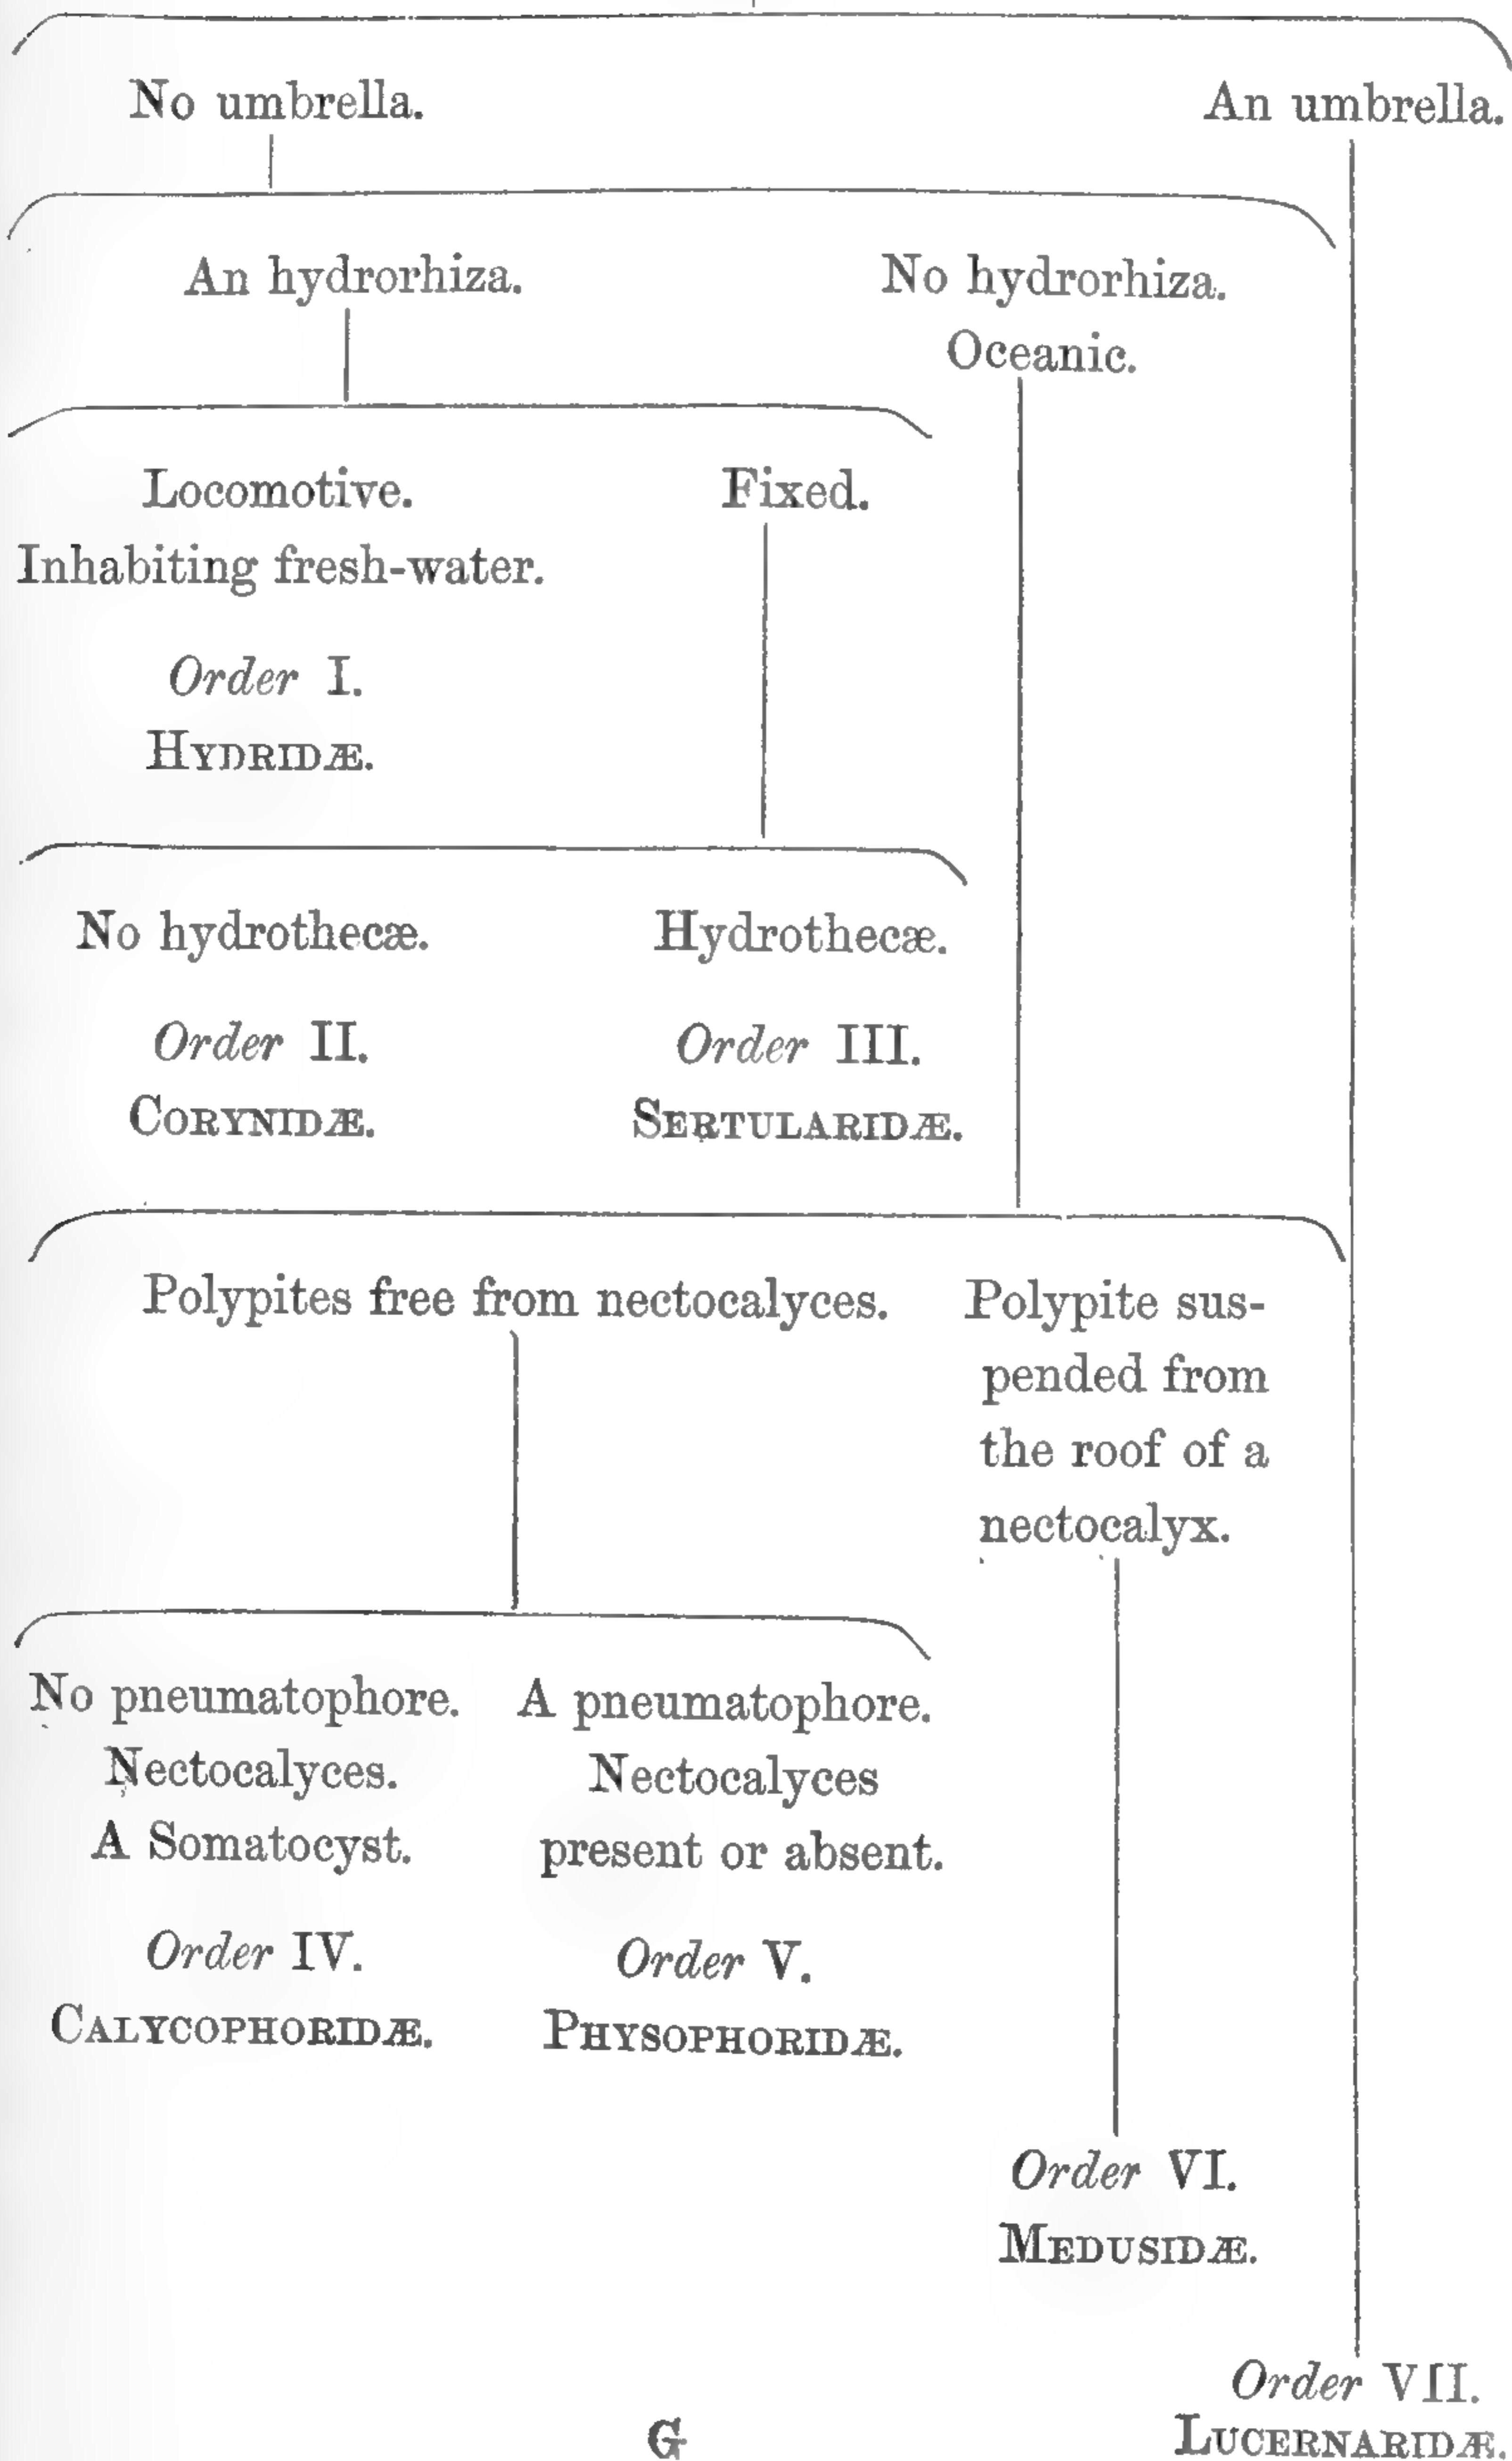 No umbrella.
An umbrella.
An hydrorhiza.
No hydrorhiza.
Oceanic.
Locomotive.
Inhabiting fresh-water.
Fixed.
Order I.
HYDRIDÆ.
No hydrothecæ.
Hydrothecæ.
Order II.
CORYNIDÆ.
Order III.
SERTULARIDÆ.
Polypites free from nectocalyces.
Polypite sus-
pended from
the roof of a
nectocalyx.
No pneumatophore.
Nectocalyces.
A Somatocyst.
A pneumatophore.
Nectocalyces
present or absent.
Order IV.
CALYCOPHORIDÆ.
Order V.
PHYSOPHORIDÆ.
Order VI.
MEDUSIDÆ.
Order VII.
LUCERNARIDÆ.
G